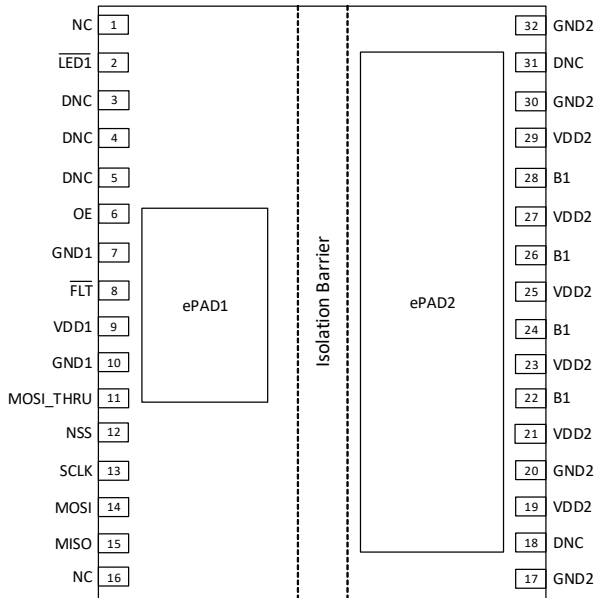 NC 1
LED1 2
DNC 3
DNC 4
DNC 5
OE 6
GND1 7
FLT 8
VDD1 9
GND1 10
MOSI_THRU 11
NSS 12
SCLK 13
MOSI 14
MISO 15
NC 16
ePAD1
Isolation Barrier
ePAD2
32 GND2
31 DNC
30 GND2
29 VDD2
28 B1
27 VDD2
26 B1
25 VDD2
24 B1
23 VDD2
22 B1
21 VDD2
20 GND2
19 VDD2
18 DNC
17 GND2